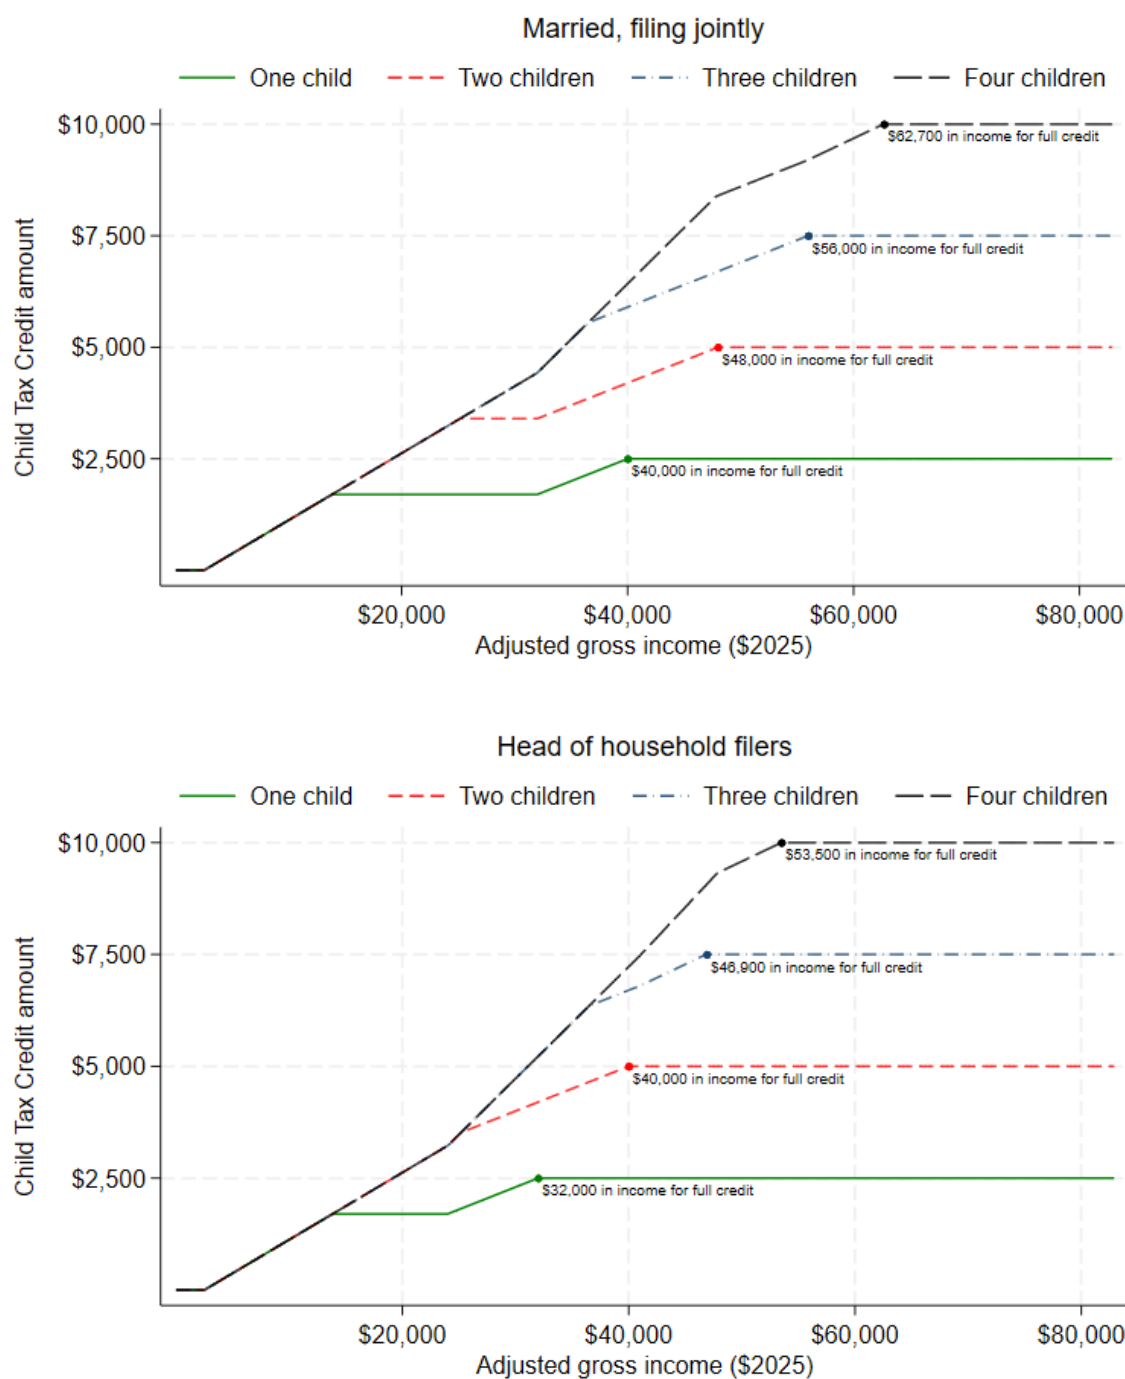 Married, filing jointly
One child Two children Three children Four children
$10,000
$62,700 in income for full credit
$7,500
$56,000 in income for full credit
$5,000
$48,000 in income for full credit
$2,500
$40,000 in income for full credit
Child Tax Credit amount
$20,000 $40,000 $60,000 $80,000
Adjusted gross income ($2025)
Head of household filers
One child Two children Three children Four children
$10,000
$53,500 in income for full credit
$7,500
$46,900 in income for full credit
$5,000
$40,000 in income for full credit
$2,500
$32,000 in income for full credit
Child Tax Credit amount
$20,000 $40,000 $60,000 $80,000
Adjusted gross income ($2025)